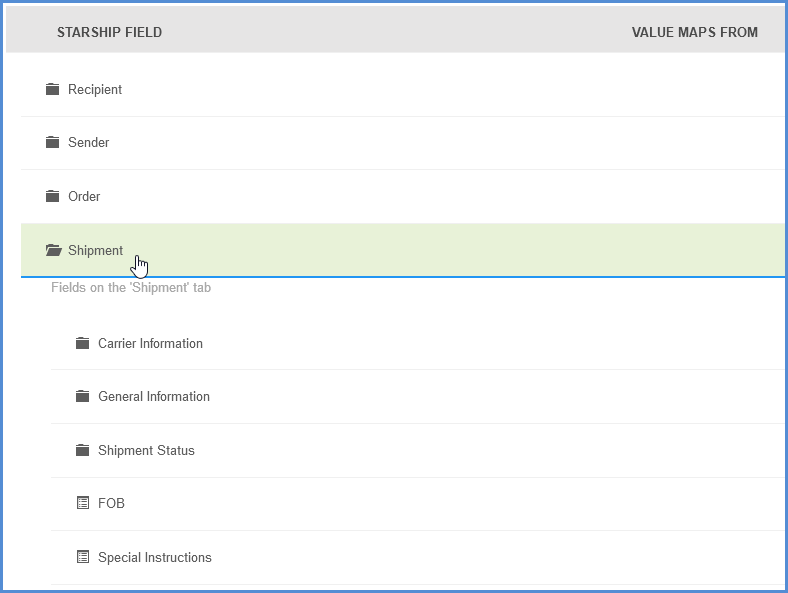 STARSHIP FIELD VALUE MAPS FROM
Recipient
Sender
Order
Shipment
Fields on the 'Shipment' tab
Carrier Information
General Information
Shipment Status
FOB
Special Instructions